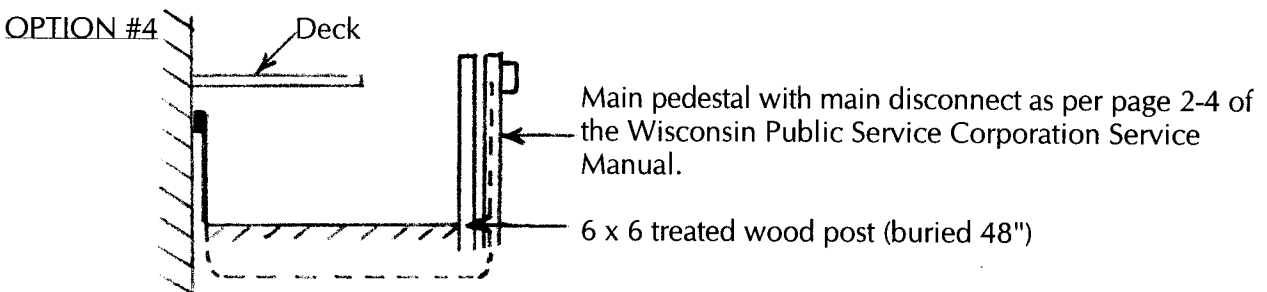 OPTION #4
Deck
Main pedestal with main disconnect as per page 2-4 of
the Wisconsin Public Service Corporation Service
Manual.
6 x 6 treated wood post (buried 48")